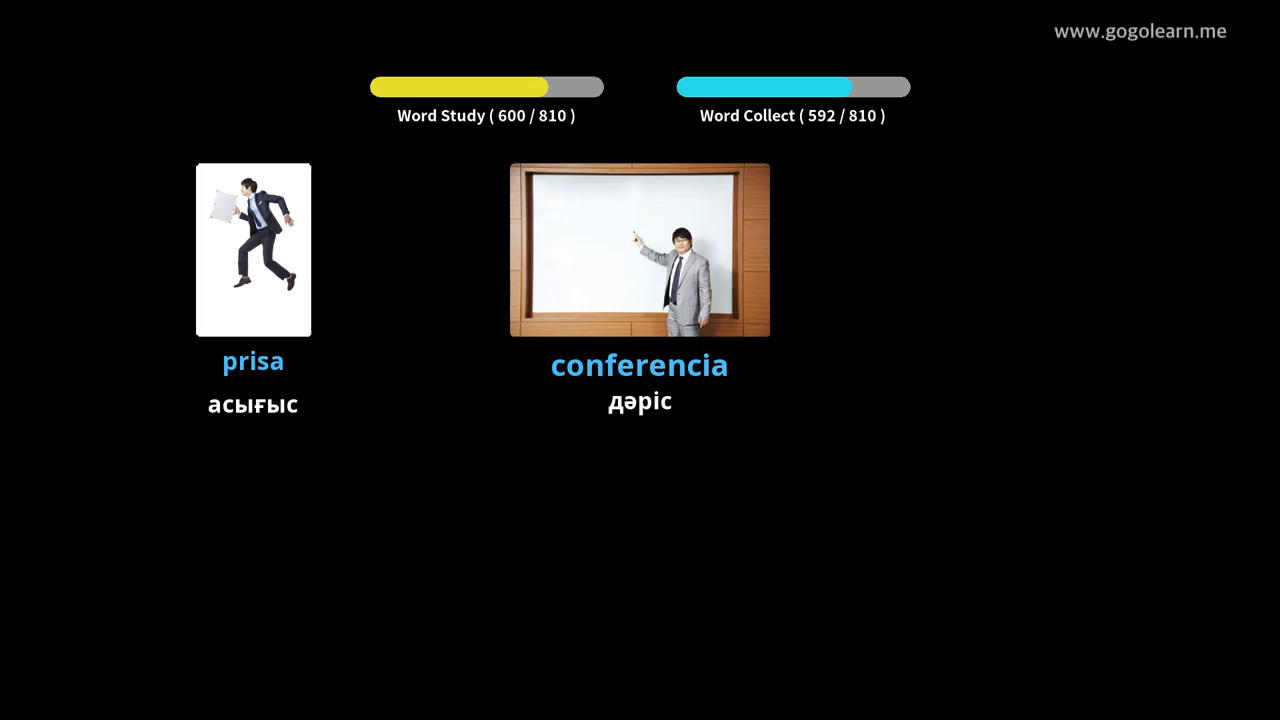 www.gogolearn.me
Word Study ( 600 / 810 )
Word Collect ( 592 / 810 )
prisa
асығыс
conferencia
дәріс